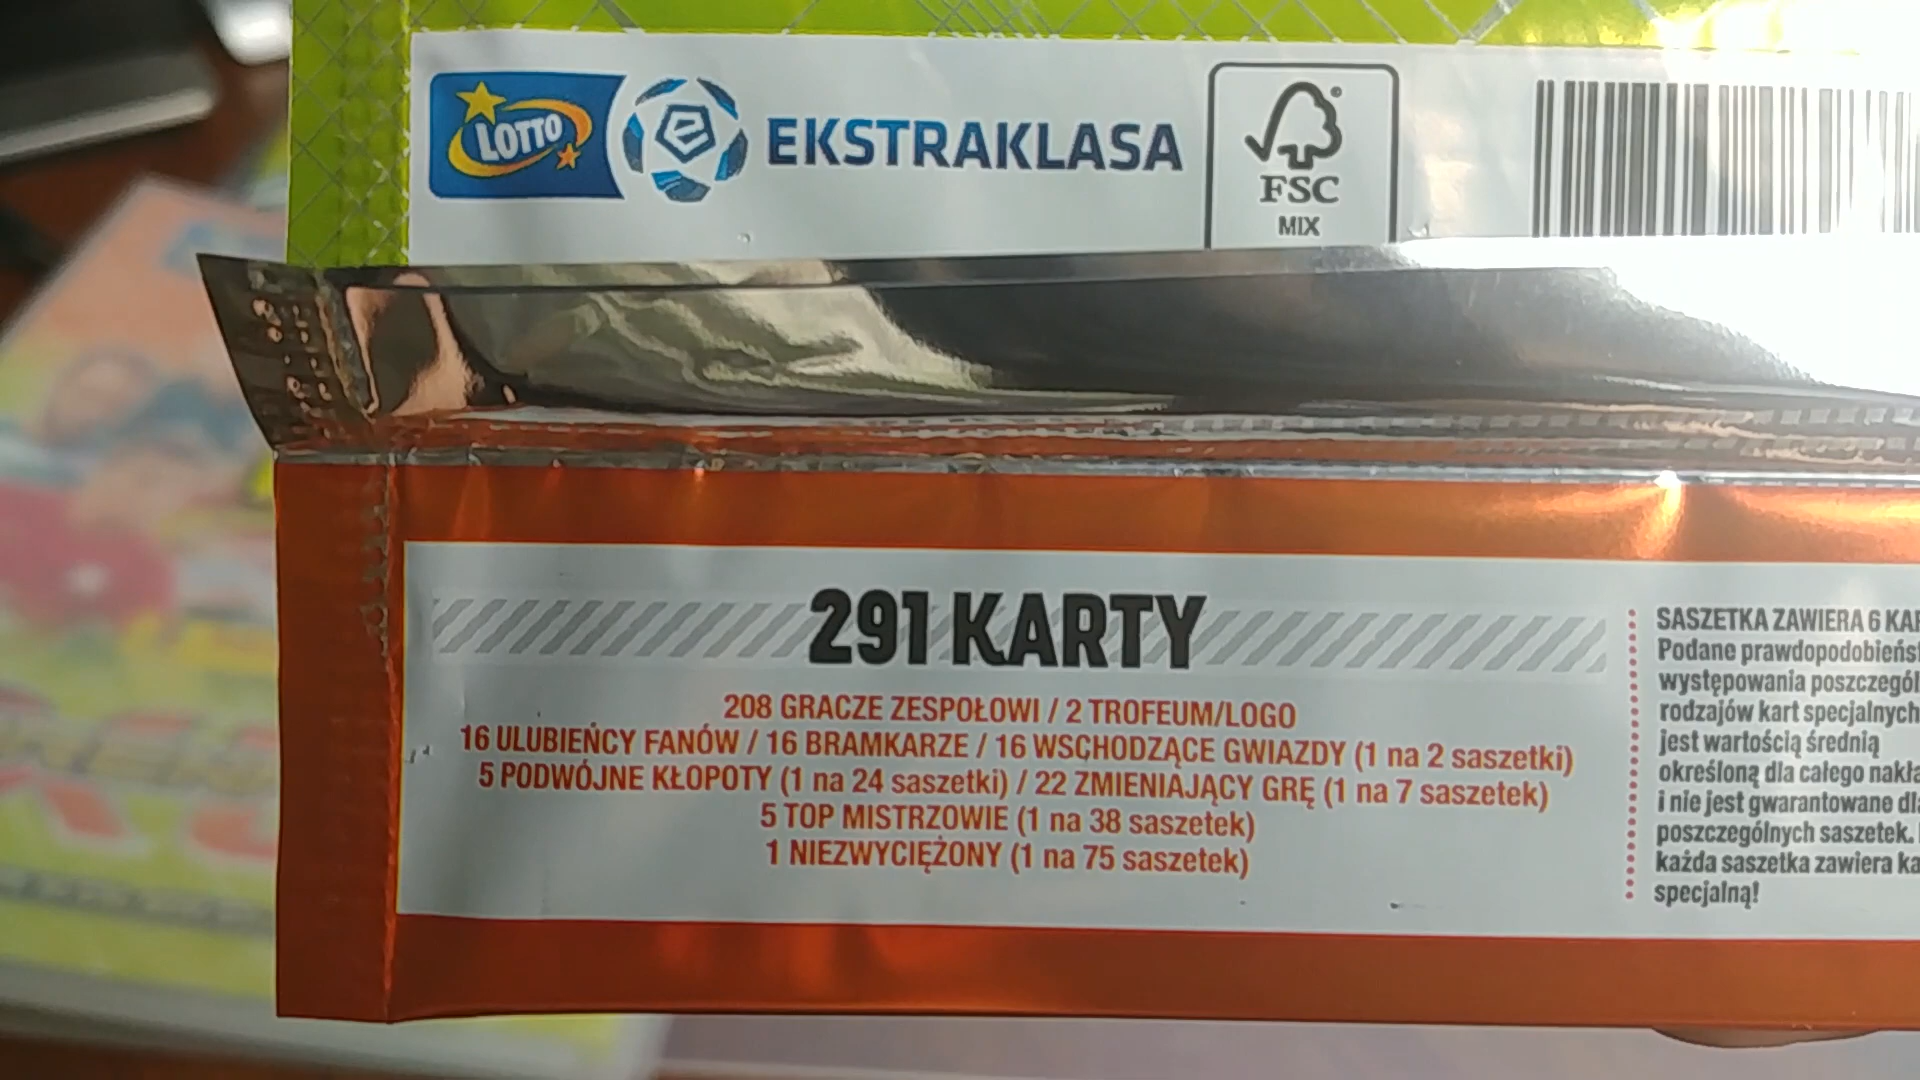 LOTTO
EKSTRAKLASA
FSC
MIX
291 KARTY
208 GRACZE ZESPOŁOWI / 2 TROFEUM/LOGO
16 ULUBIEŃCY FANÓW / 16 BRAMKARZE / 16 WSCHODZĄCE GWIAZDY (1 na 2 saszetki)
5 PODWÓJNE KŁOPOTY (1 na 24 saszetki) / 22 ZMIENIAJĄCY GRĘ (1 na 7 saszetek)
5 TOP MISTRZOWIE (1 na 38 saszetek)
1 NIEZWYCIĘŻONY (1 na 75 saszetek)
SASZETKA ZAWIERA 6
Podane
występowania
rodzajów kart specjalnych
jest wartością średnią
określoną dla całego
i nie jest gwarantowane
poszczególnych saszetek.
każda saszetka zawiera
specjalną!